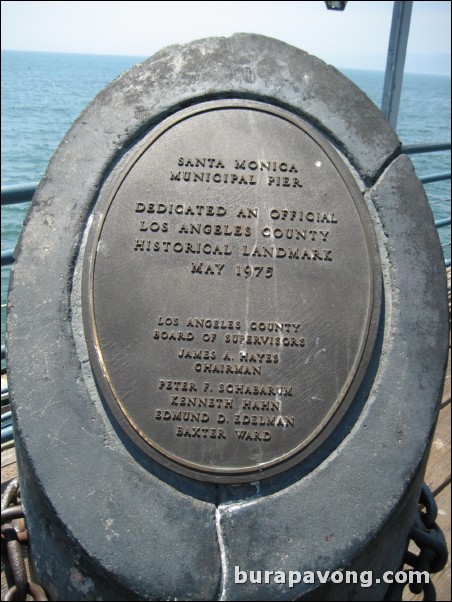 SANTA MONICA
MUNICIPAL PIER
DEDICATED AN OFFICIAL
LOS ANGELES COUNTY
HISTORICAL LANDMARK
MAY 1975
LOS ANGELES COUNTY
BOARD OF SUPERVISORS
JAMES A. HAYES
CHAIRMAN
PETER F. SCHABARUM
KENNETH HAHN
EDMUND D. EDELMAN
BAXTER WARD
burapavong.com